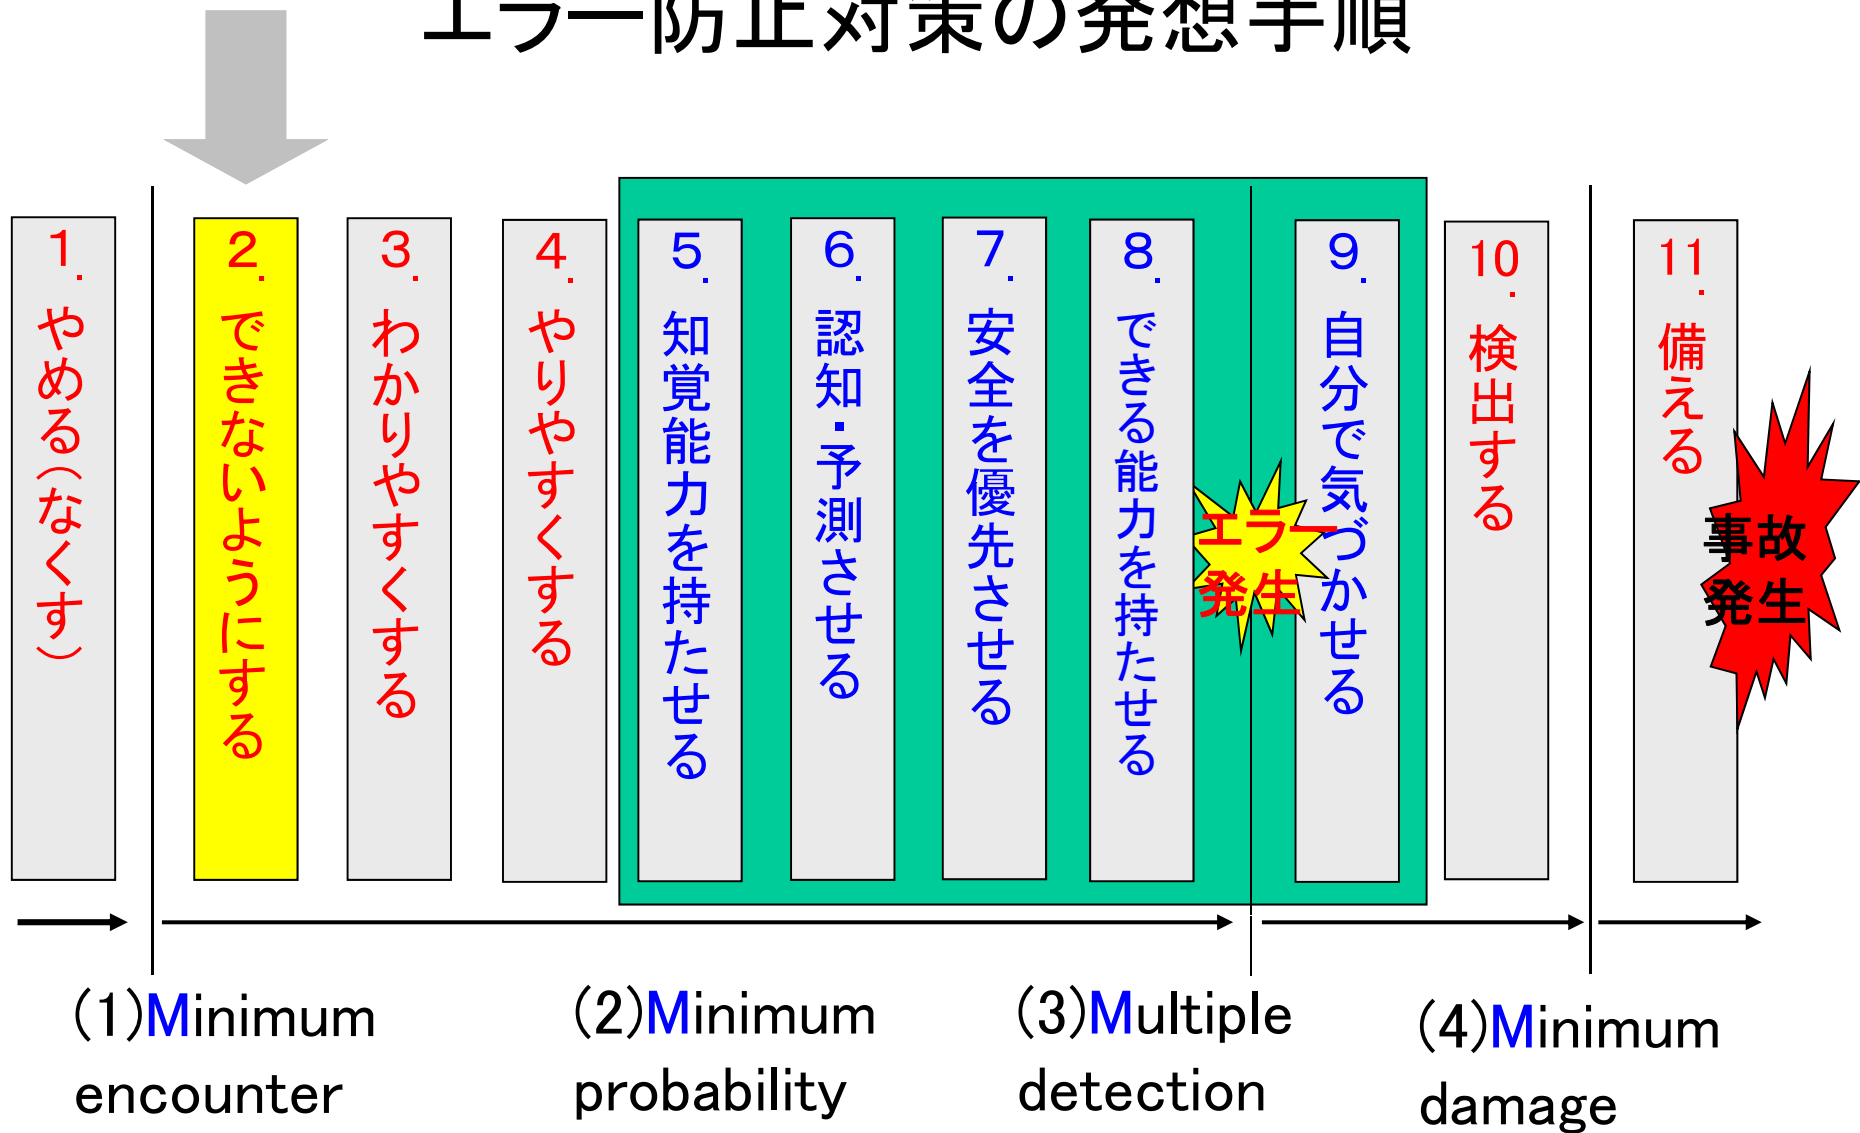 エラー防止対策の発想手順
1.やめる(なくす)
2.できないようにする
3.わかりやすくする
4.やりやすくする
5.知覚能力を持たせる
6.認知・予測させる
7.安全を優先させる
8.できる能力を持たせる
エラー
発生
9.自分で気づかせる
10.検出する
11.備える
事故
発生
(1)Minimum
encounter
(2)Minimum
probability
(3)Multiple
detection
(4)Minimum
damage